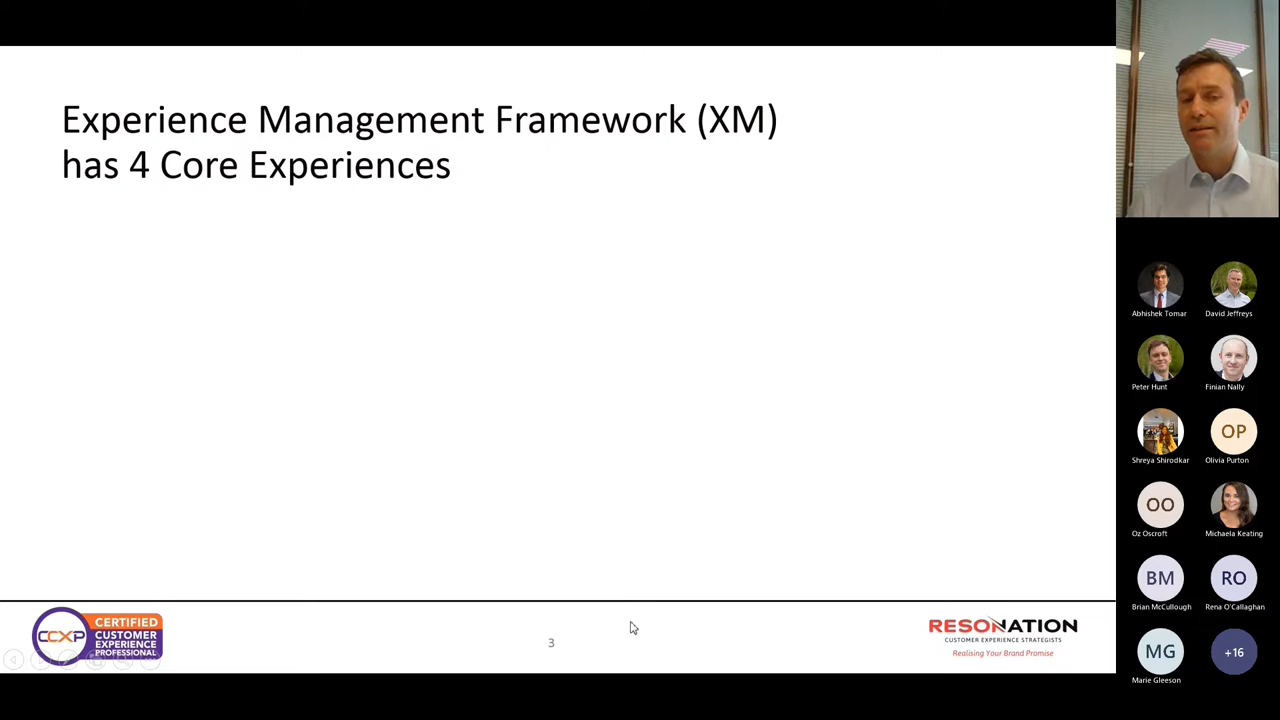 Experience Management Framework (XM)
has 4 Core Experiences
CCXP
CERTIFIED
CUSTOMER
EXPERIENCE
PROFESSIONAL
3
RESONATION
CUSTOMER EXPERIENCE STRATEGISTS
Realising Your Brand Promise
Abhishek Tomar
David Jeffreys
Peter Hunt
Finian Nally
Shreya Shirodkar
OP
Olivia Purton
OO
Oz Oscroft
Michaela Keating
BM
Brian McCullough
RO
Rena O'Callaghan
MG
Marie Gleeson
+16